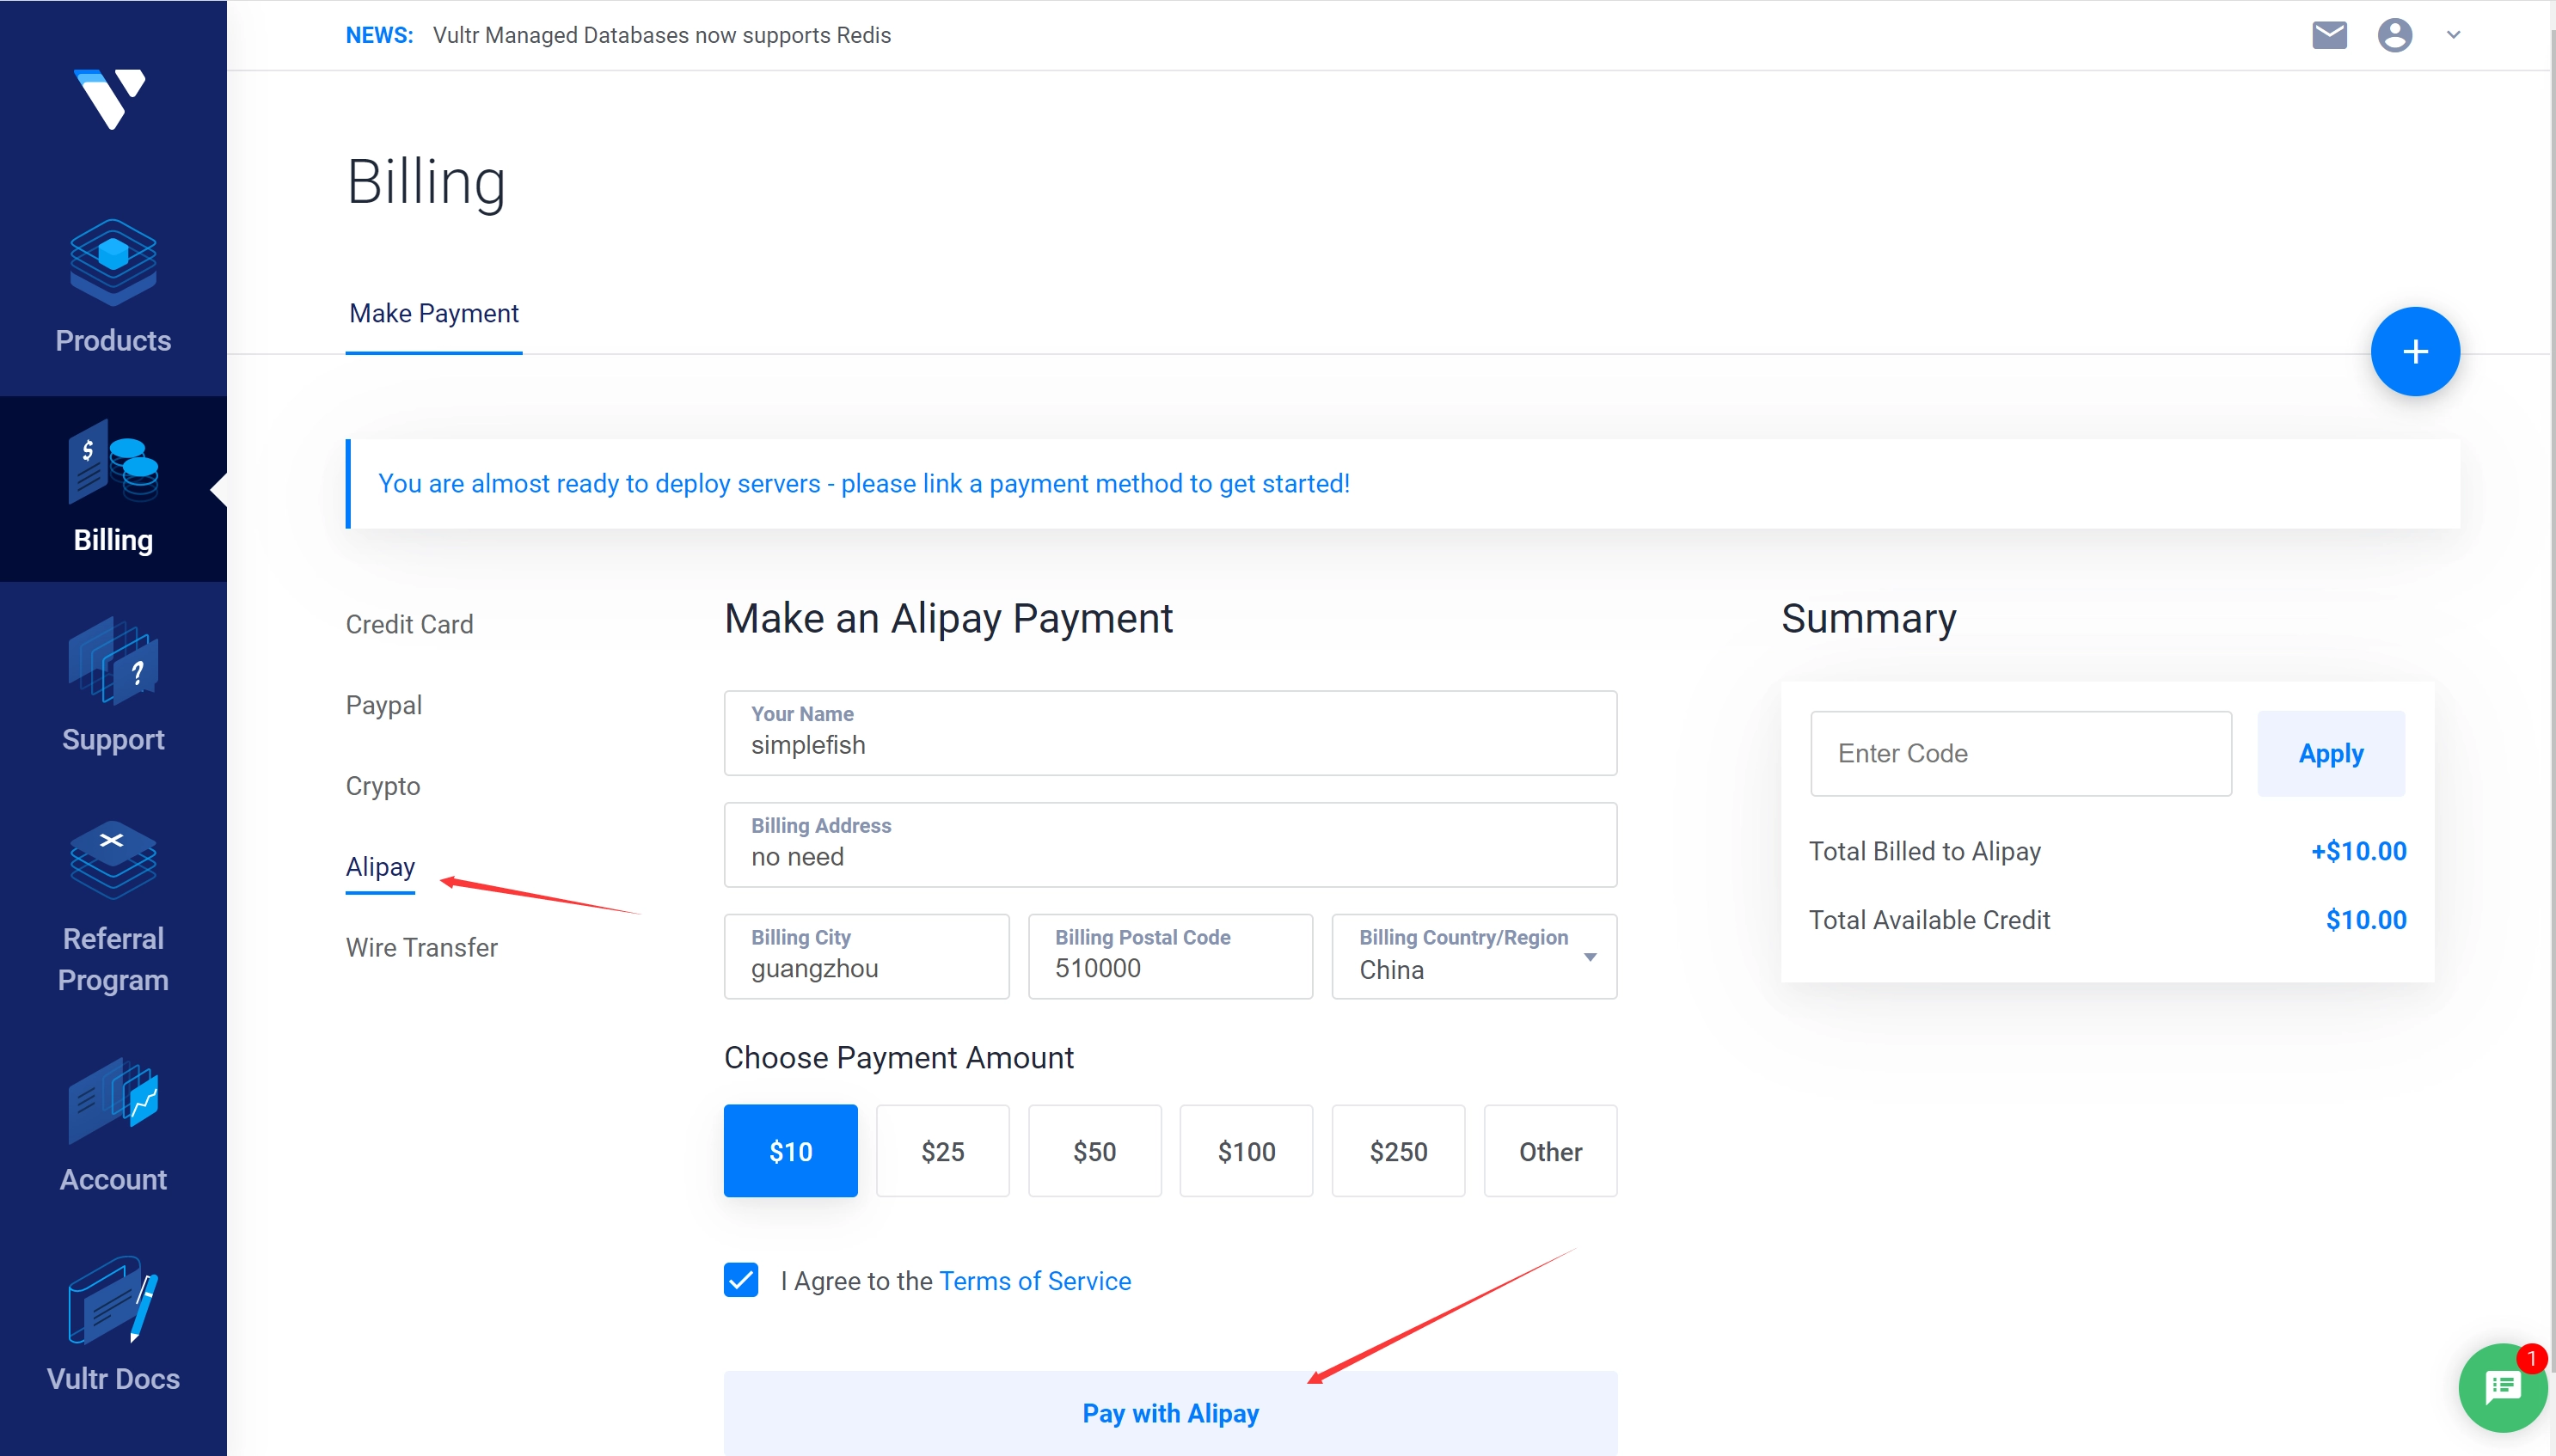 NEWS: Vultr Managed Databases now supports Redis
Products
Billing
Support
Referral
Program
Account
Vultr Docs
Billing
Make Payment
+
You are almost ready to deploy servers - please link a payment method to get started!
Credit Card
Paypal
Crypto
Alipay
Wire Transfer
Make an Alipay Payment
Your Name
simplefish
Billing Address
no need
Billing City
guangzhou
Billing Postal Code
510000
Billing Country/Region
China
Choose Payment Amount
$10
$25
$50
$100
$250
Other
I Agree to the Terms of Service
Pay with Alipay
Summary
Enter Code
Apply
Total Billed to Alipay +$10.00
Total Available Credit $10.00
1